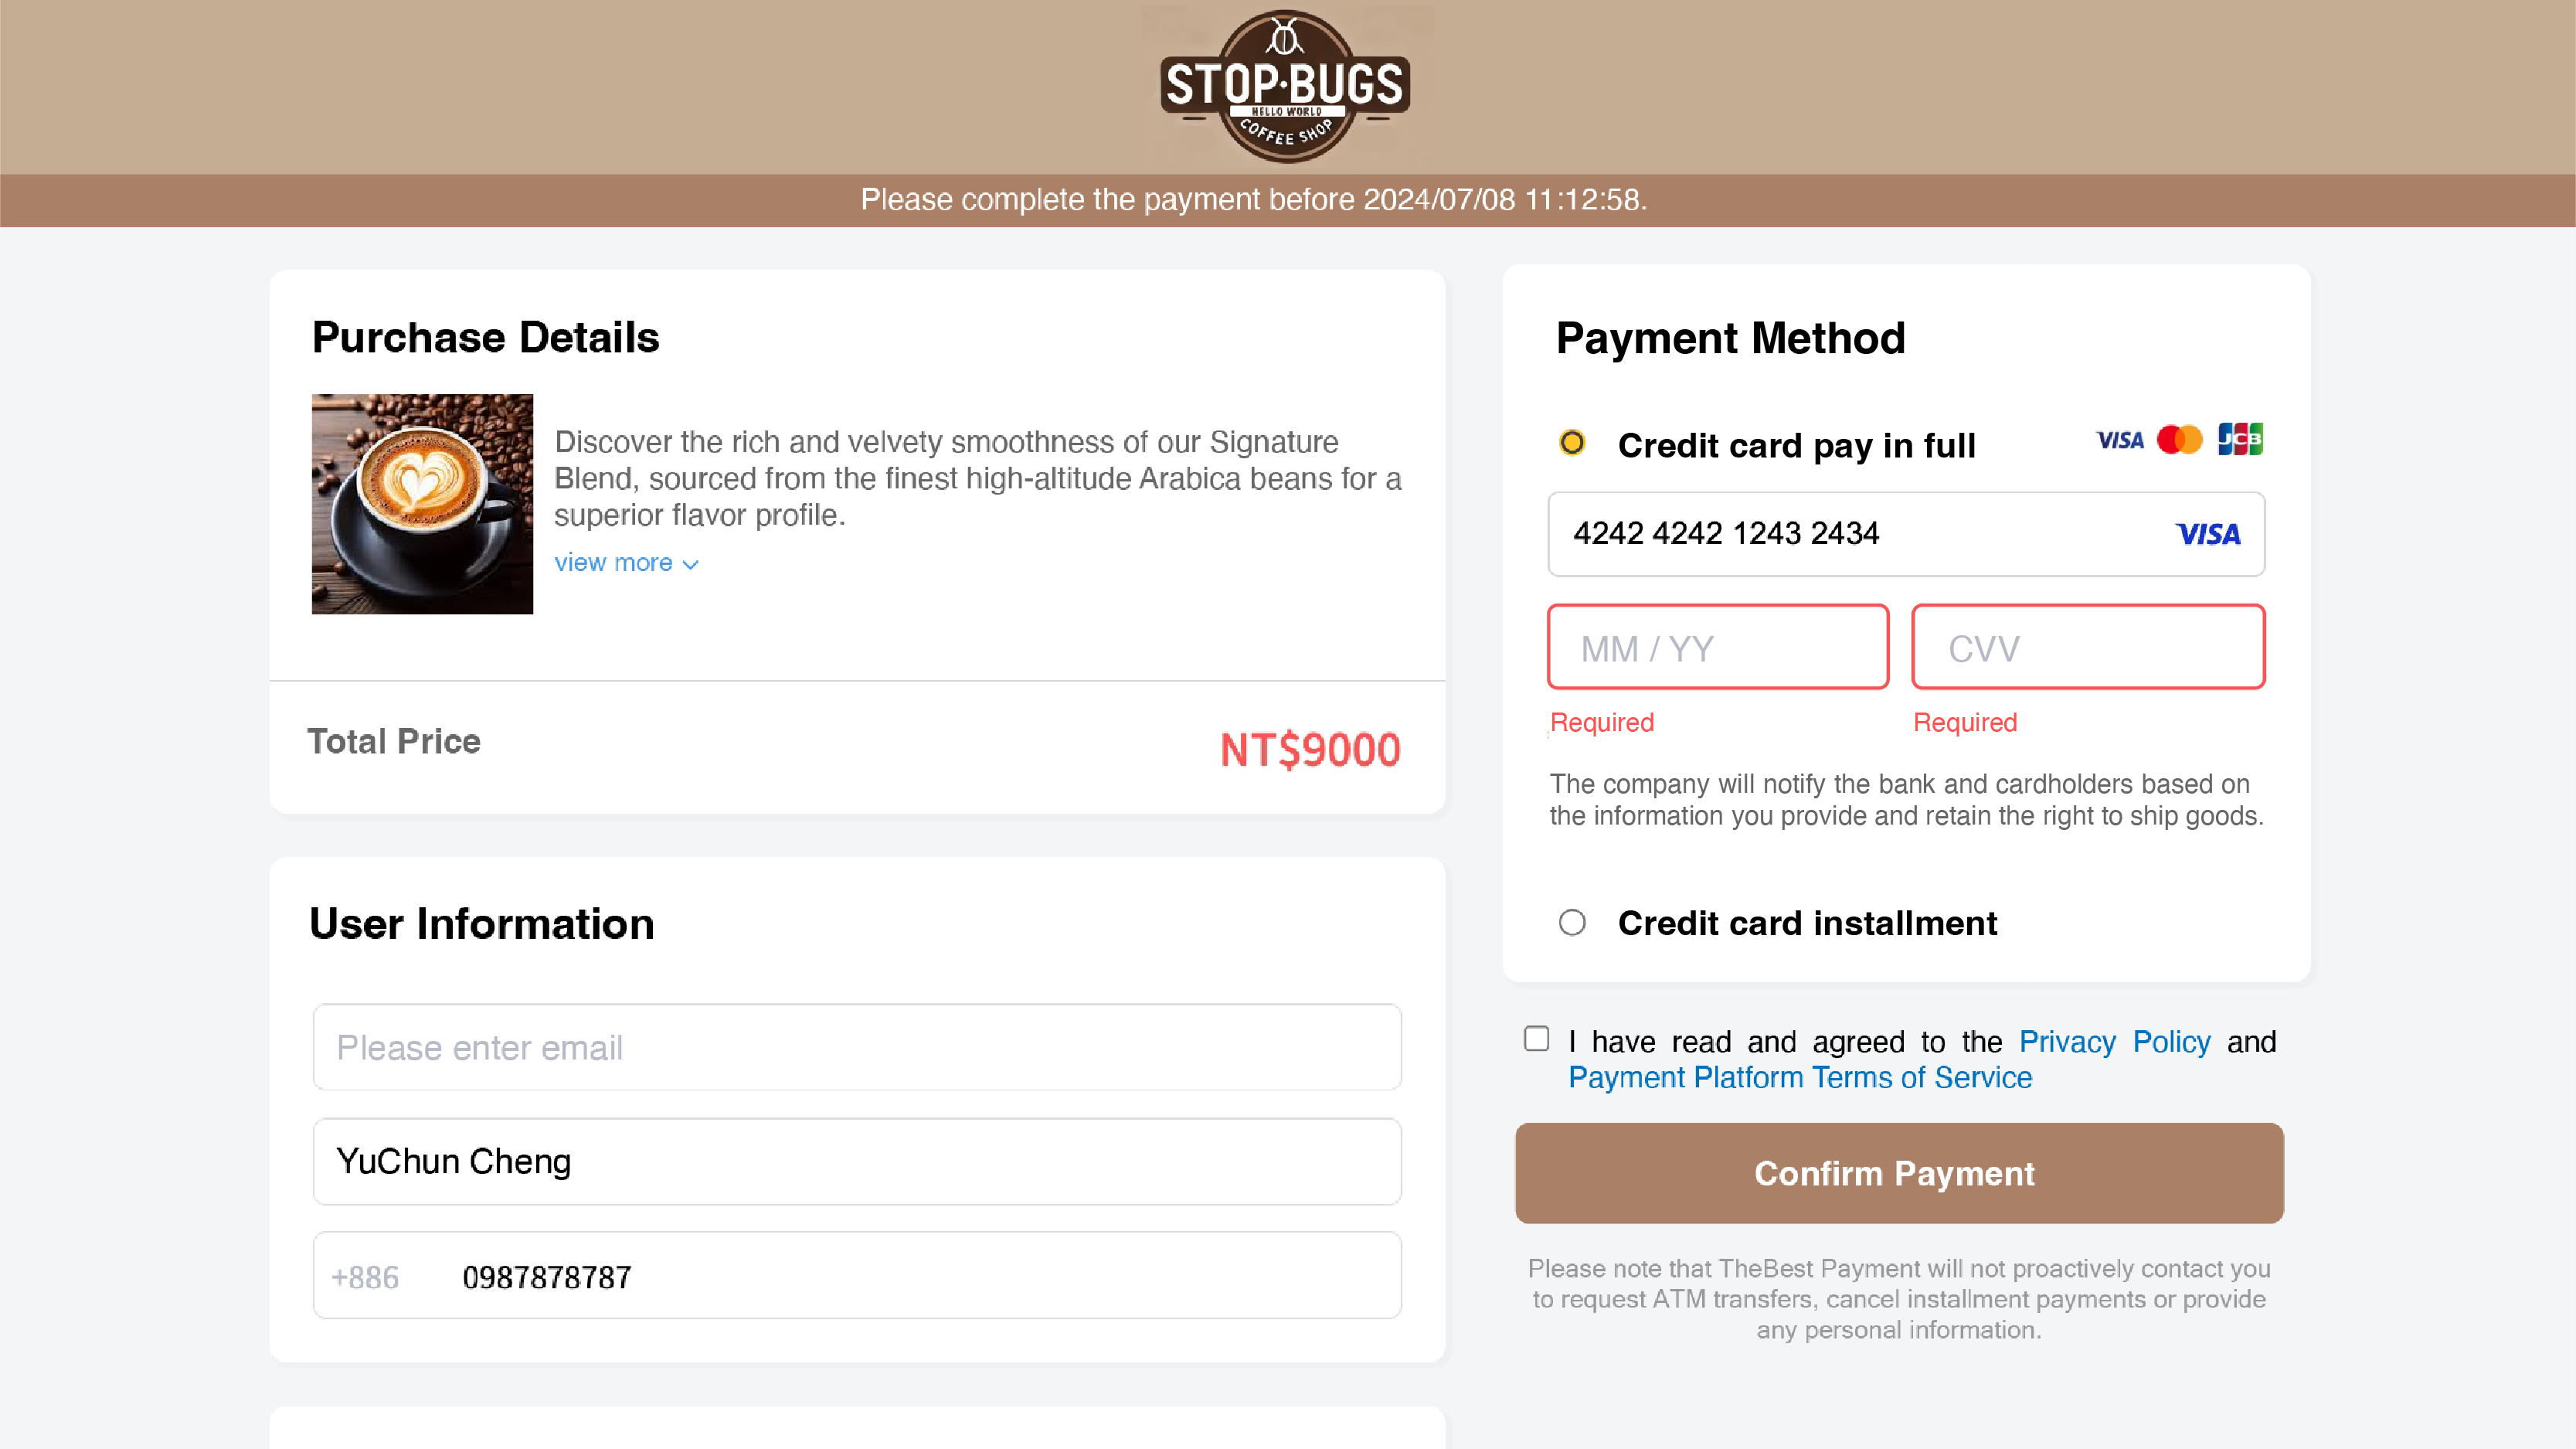 STOP·BUGS
HELLO WORLD
COFFEE SHOP
Please complete the payment before 2024/07/08 11:12:58.
Purchase Details
Discover the rich and velvety smoothness of our Signature
Blend, sourced from the finest high-altitude Arabica beans for a
superior flavor profile.
view more
Total Price
NT$9000
User Information
Please enter email
YuChun Cheng
+886 0987878787
Payment Method
Credit card pay in full
VISA JCB
4242 4242 1243 2434 VISA
MM / YY CVV
Required Required
The company will notify the bank and cardholders based on
the information you provide and retain the right to ship goods.
Credit card installment
I have read and agreed to the Privacy Policy and
Payment Platform Terms of Service
Confirm Payment
Please note that TheBest Payment will not proactively contact you
to request ATM transfers, cancel installment payments or provide
any personal information.